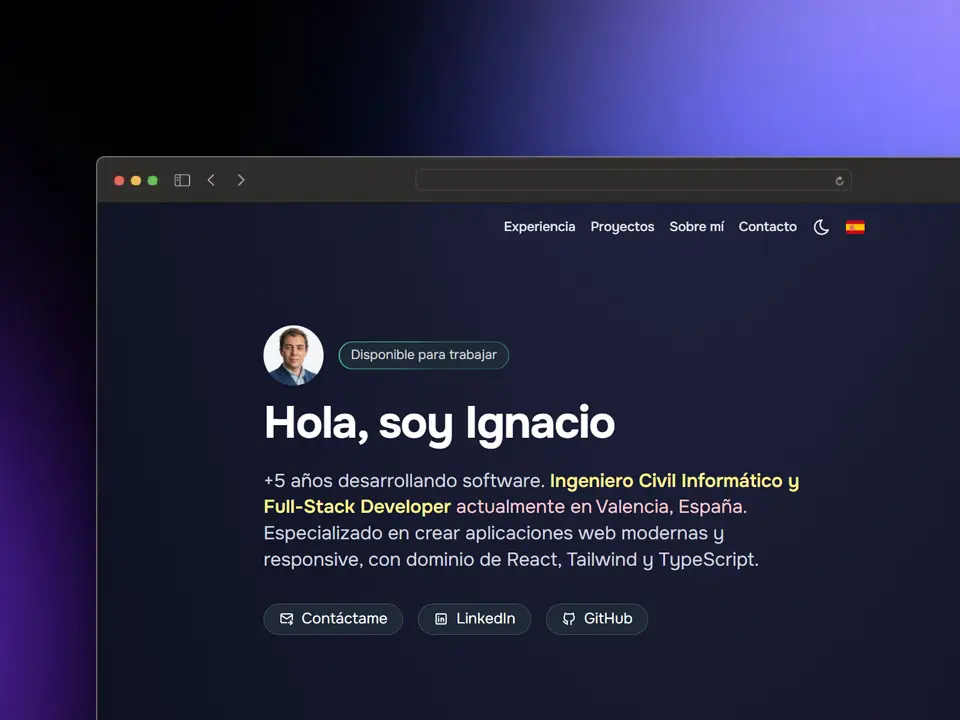 Experiencia Proyectos Sobre mí Contacto
Disponible para trabajar
Hola, soy Ignacio
+5 años desarrollando software. Ingeniero Civil Informático y
Full-Stack Developer actualmente en Valencia, España.
Especializado en crear aplicaciones web modernas y
responsive, con dominio de React, Tailwind y TypeScript.
Contáctame LinkedIn GitHub